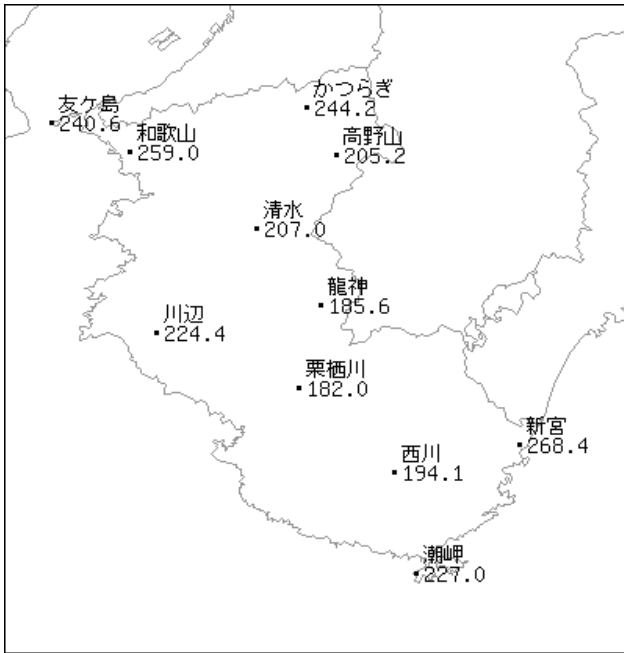 かつらぎ
244.2
友ケ島
240.6
和歌山
259.0
高野山
205.2
清水
207.0
龍神
185.6
川辺
224.4
栗栖川
182.0
新宮
268.4
西川
194.1
潮岬
227.0